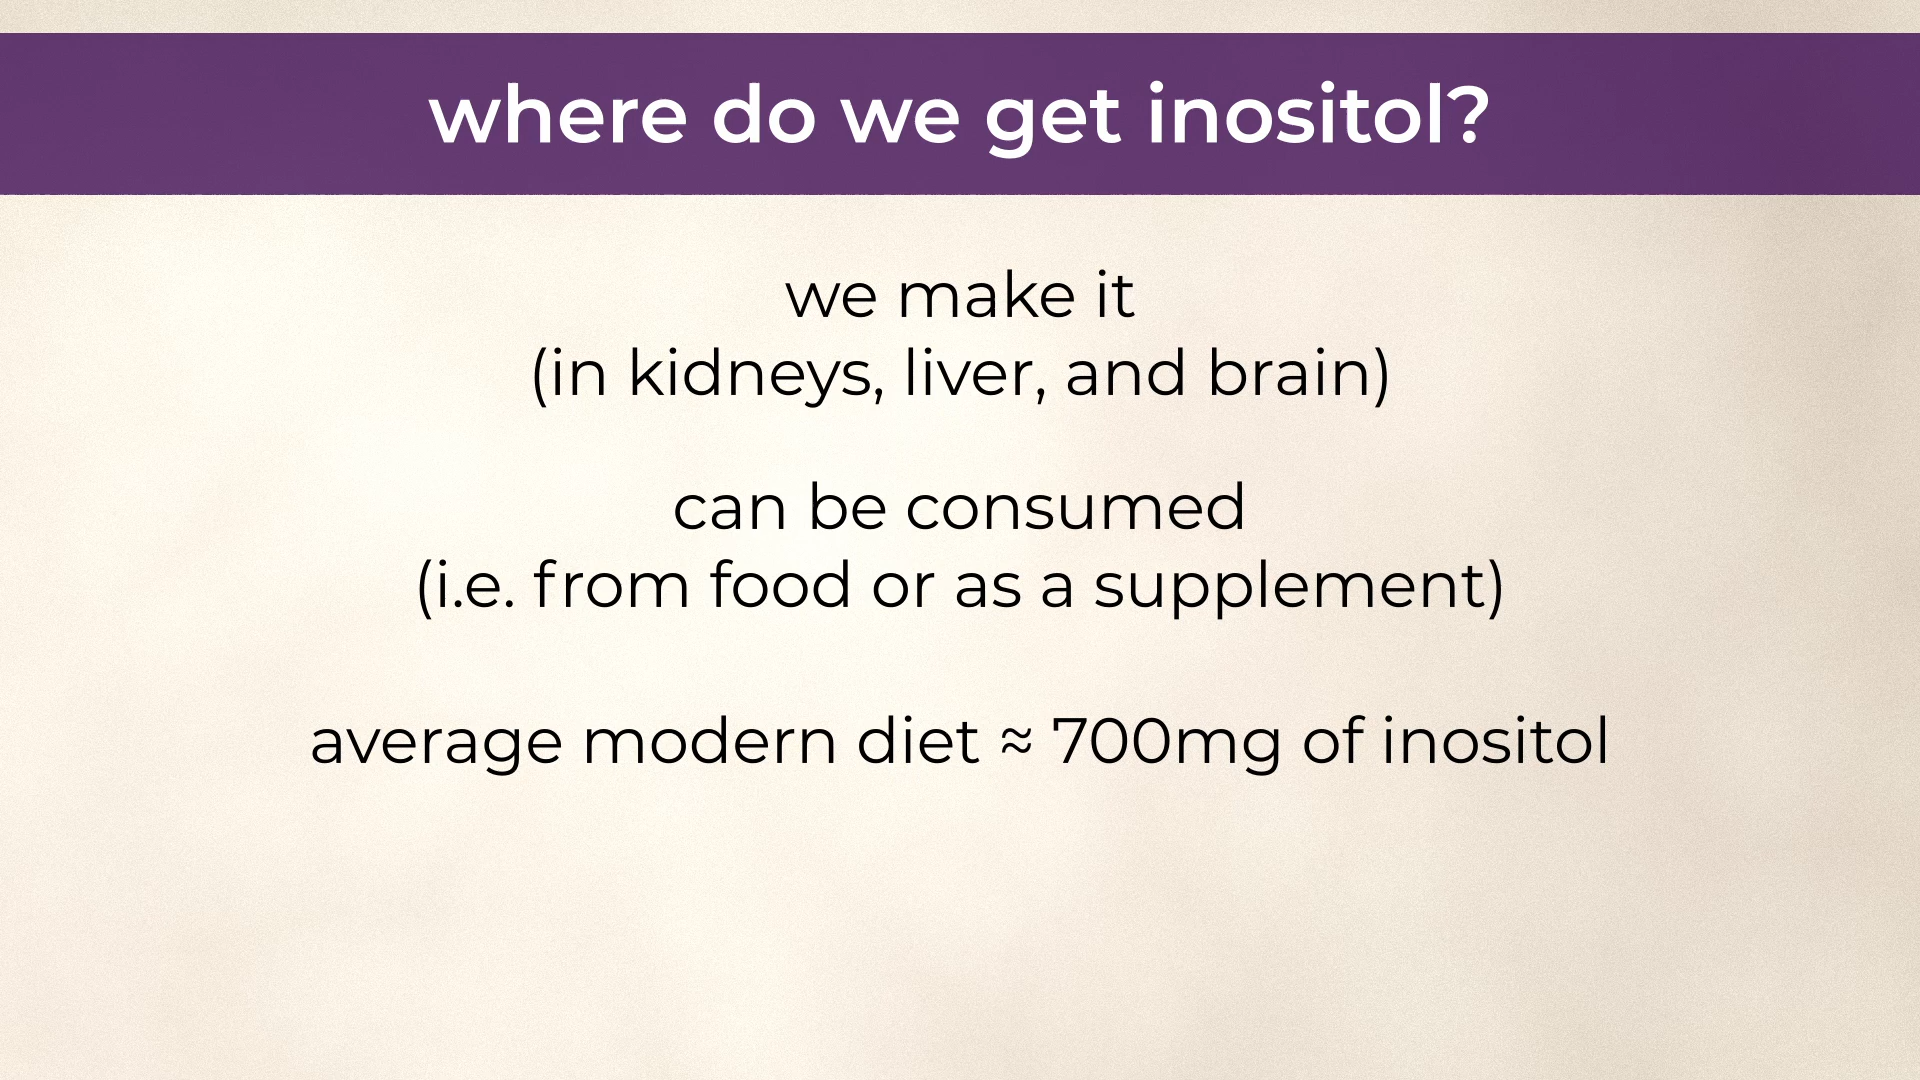 where do we get inositol?
we make it
(in kidneys, liver, and brain)
can be consumed
(i.e. from food or as a supplement)
average modern diet ≈ 700mg of inositol